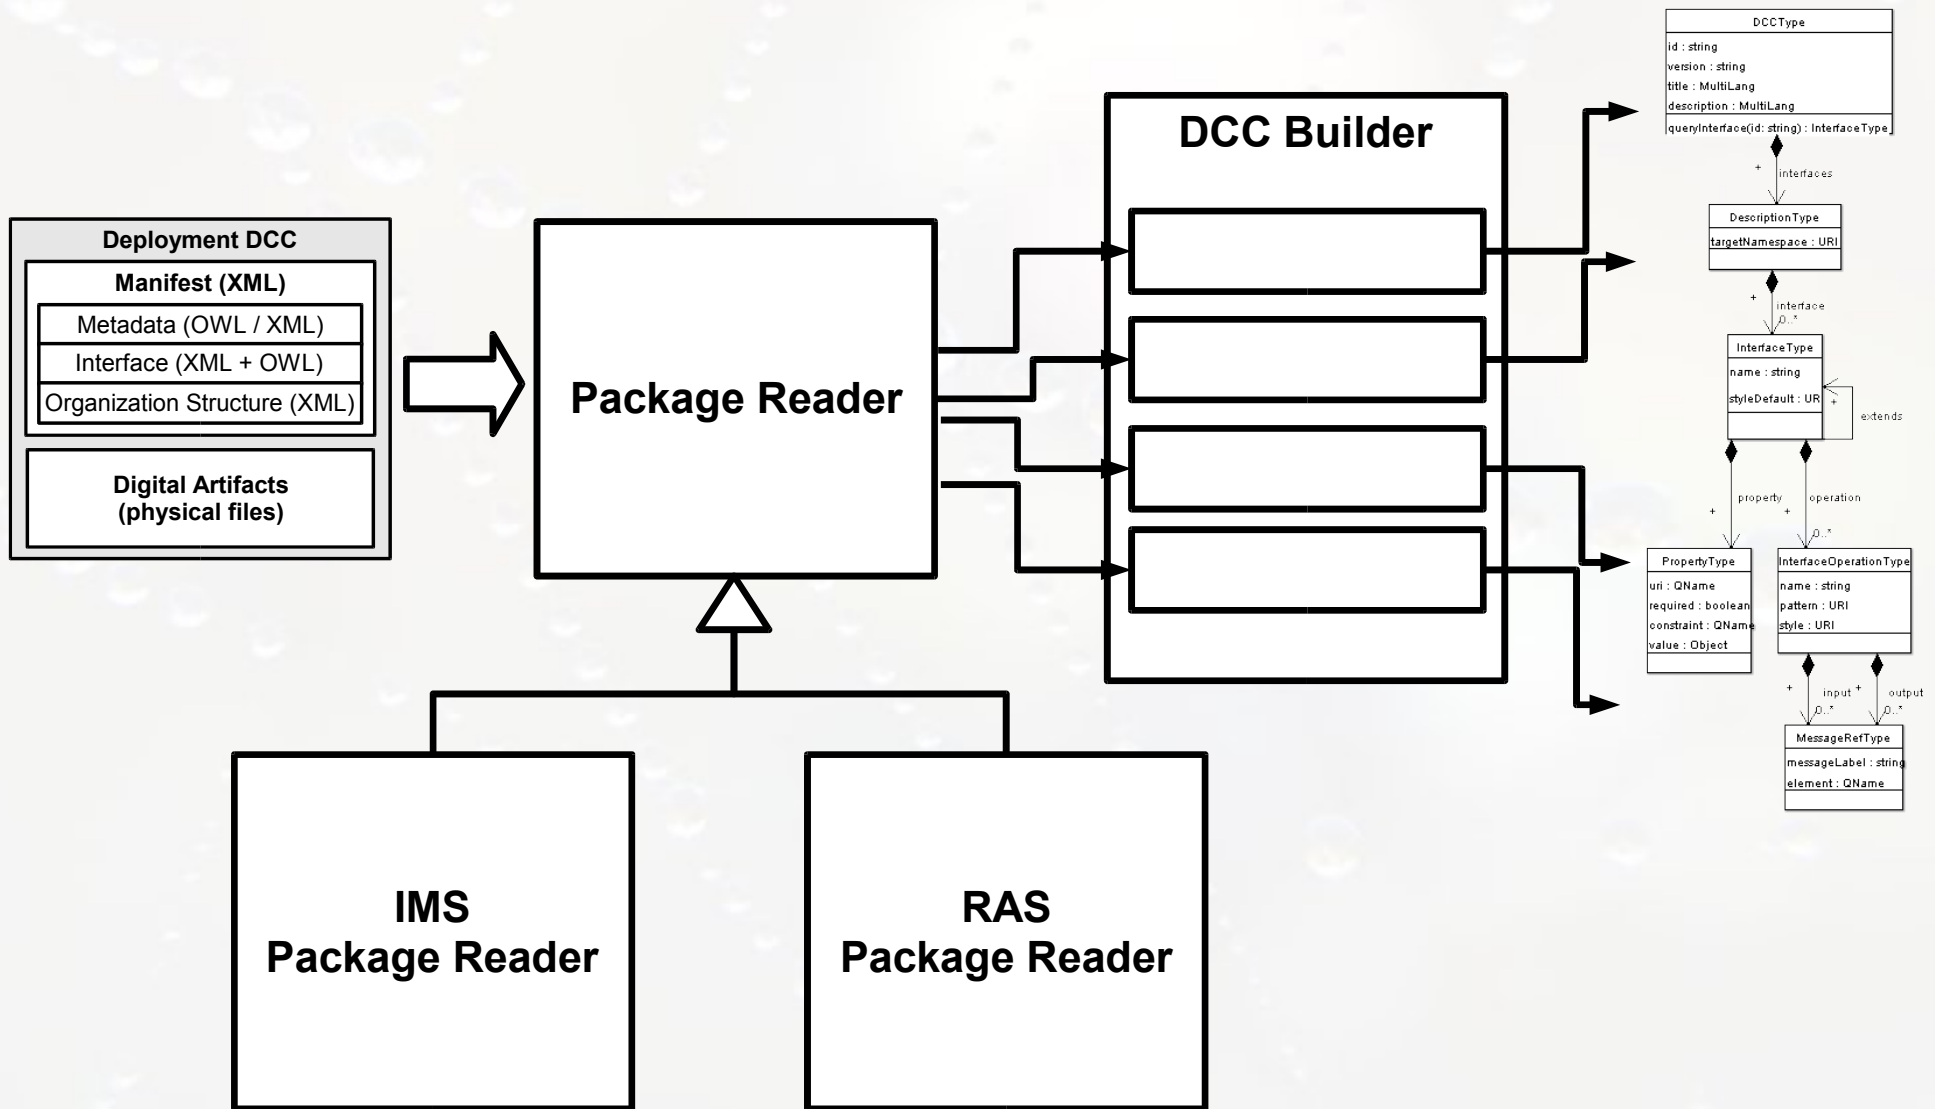 Deployment DCC
Manifest (XML)
Metadata (OWL / XML)
Interface (XML + OWL)
Organization Structure (XML)
Digital Artifacts
(physical files)
Package Reader
IMS
Package Reader
RAS
Package Reader
DCC Builder
DCCType
id : string
version : string
title : MultiLang
description : MultiLang
queryInterface(id: string) : InterfaceType
+
interfaces
DescriptionType
targetNamespace : URI
+
interface
0..*
InterfaceType
name : string
styleDefault : UR
+
extends
property
operation
+
+
0..*
PropertyType
uri : QName
required : boolean
constraint : QName
value : Object
InterfaceOperationType
name : string
pattern : URI
style : URI
+
input
+
output
0..*
0..*
MessageRefType
messageLabel : string
element : QName